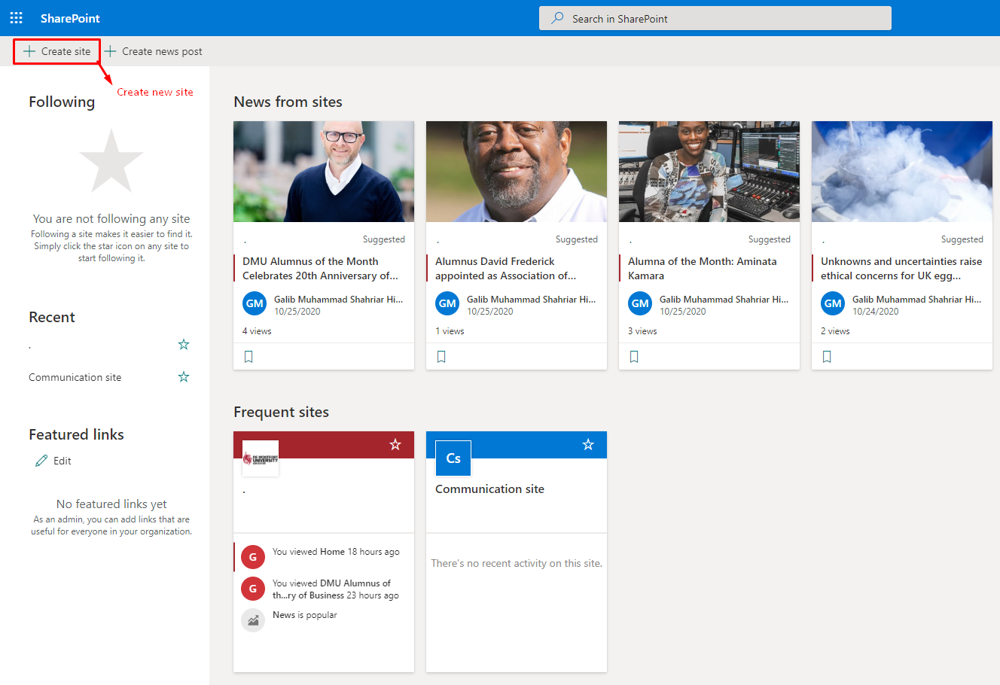 SharePoint
Search in SharePoint
Create site
Create news post
Create new site
Following
You are not following any site
Following a site makes it easier to find it.
Simply click the star icon on any site to
start following it.
Recent
.
Communication site
Featured links
Edit
No featured links yet
As an admin, you can add links that are
useful for everyone in your organization.
News from sites
. Suggested
DMU Alumnus of the Month
Celebrates 20th Anniversary of...
GM
Galib Muhammad Shahriar Hi...
10/25/2020
4 views
. Suggested
Alumnus David Frederick
appointed as Association of...
GM
Galib Muhammad Shahriar Hi...
10/25/2020
1 views
. Suggested
Alumna of the Month: Aminata
Kamara
GM
Galib Muhammad Shahriar Hi...
10/25/2020
3 views
. Suggested
Unknowns and uncertainties raise
ethical concerns for UK egg...
GM
Galib Muhammad Shahriar Hi...
10/24/2020
2 views
Frequent sites
DE MONTFORT
UNIVERSITY
.
G
You viewed Home 18 hours ago
G
You viewed DMU Alumnus of
th...ry of Business 23 hours ago
News is popular
Cs
Communication site
There's no recent activity on this site.